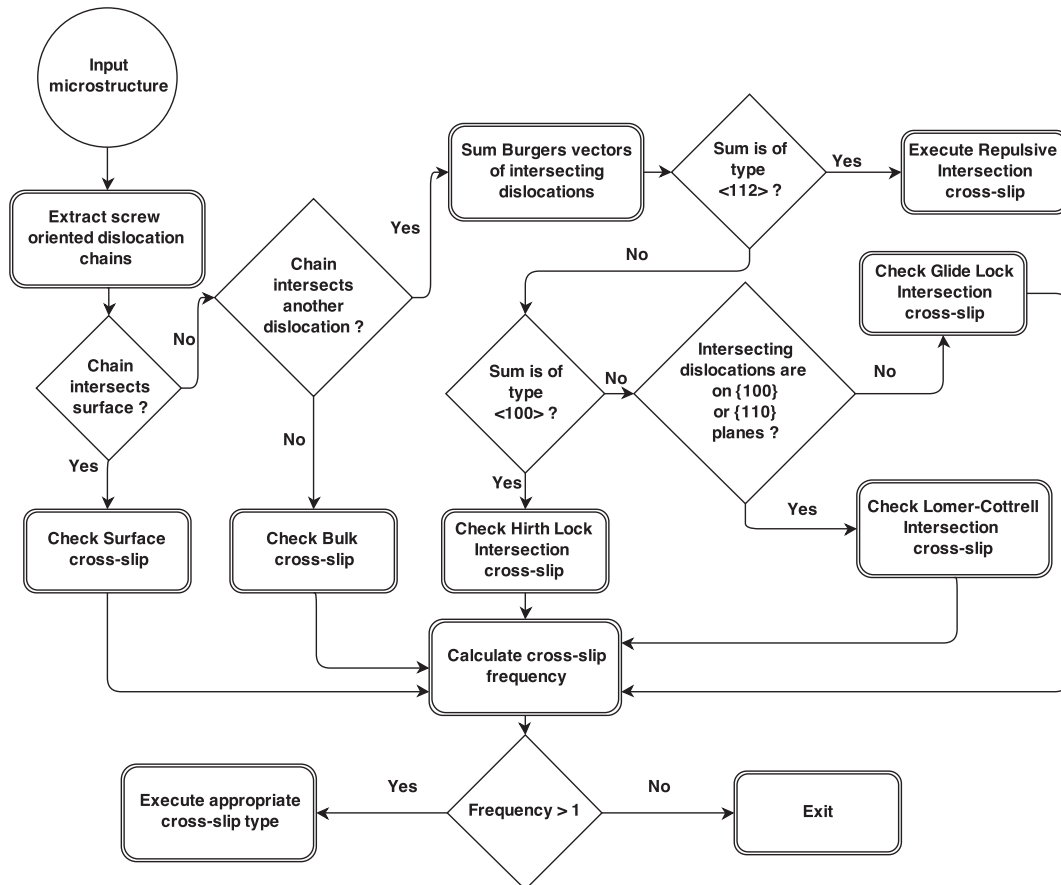 Input
microstructure
Extract screw
oriented dislocation
chains
Chain
intersects
surface ?
No
Yes
Chain
intersects
another
dislocation ?
Yes
No
Sum Burgers vectors
of intersecting
dislocations
Sum is of
type
<112> ?
Yes
No
Execute Repulsive
Intersection
cross-slip
Sum is of
type
<100> ?
No
Yes
Intersecting
dislocations are
on {100}
or {110}
planes ?
No
Yes
Check Glide Lock
Intersection
cross-slip
Check Surface
cross-slip
Check Bulk
cross-slip
Check Hirth Lock
Intersection
cross-slip
Check Lomer-Cottrell
Intersection
cross-slip
Calculate cross-slip
frequency
Frequency > 1
Yes
No
Execute appropriate
cross-slip type
Exit